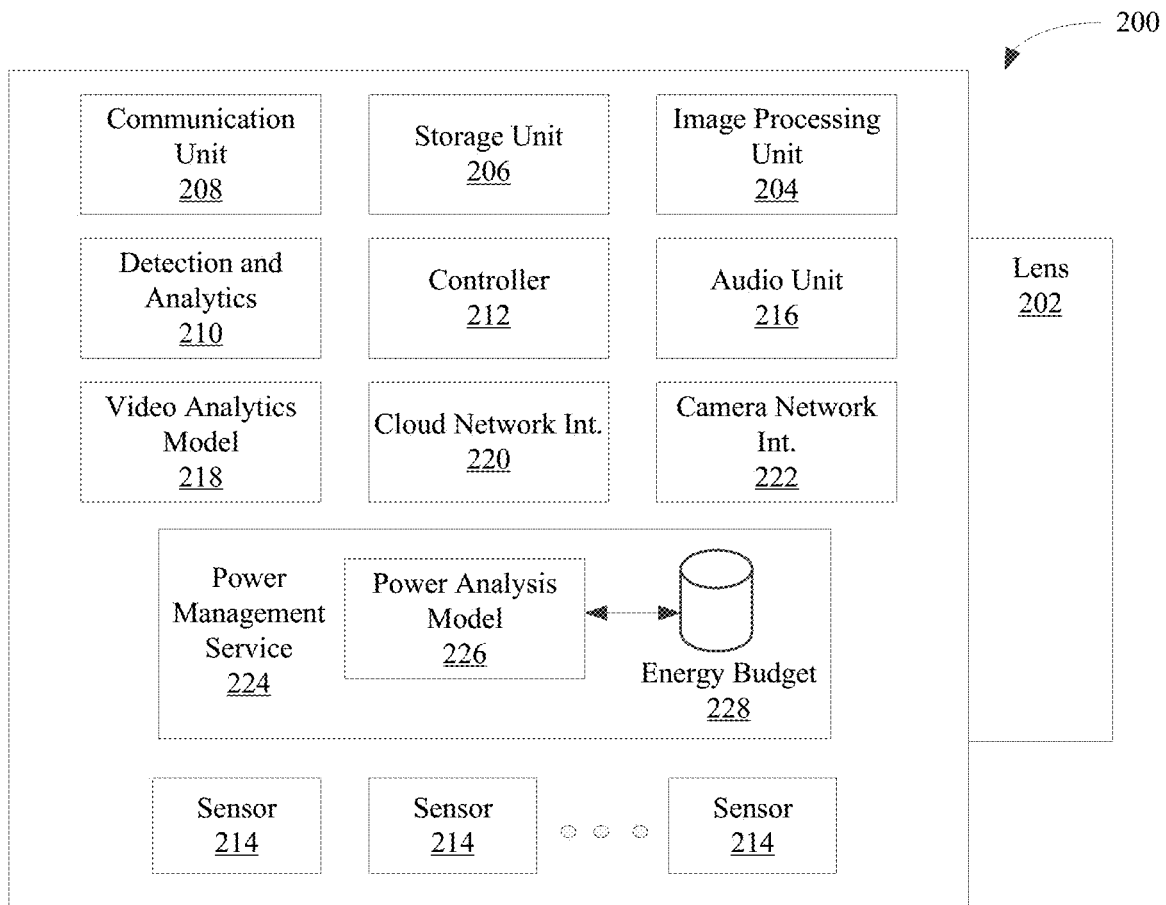 200
Communication
Unit
208
Storage Unit
206
Image Processing
Unit
204
Detection and
Analytics
210
Controller
212
Audio Unit
216
Lens
202
Video Analytics
Model
218
Cloud Network Int.
220
Camera Network
Int.
222
Power
Management
Service
224
Power Analysis
Model
226
Energy Budget
228
Sensor
214
Sensor
214
Sensor
214